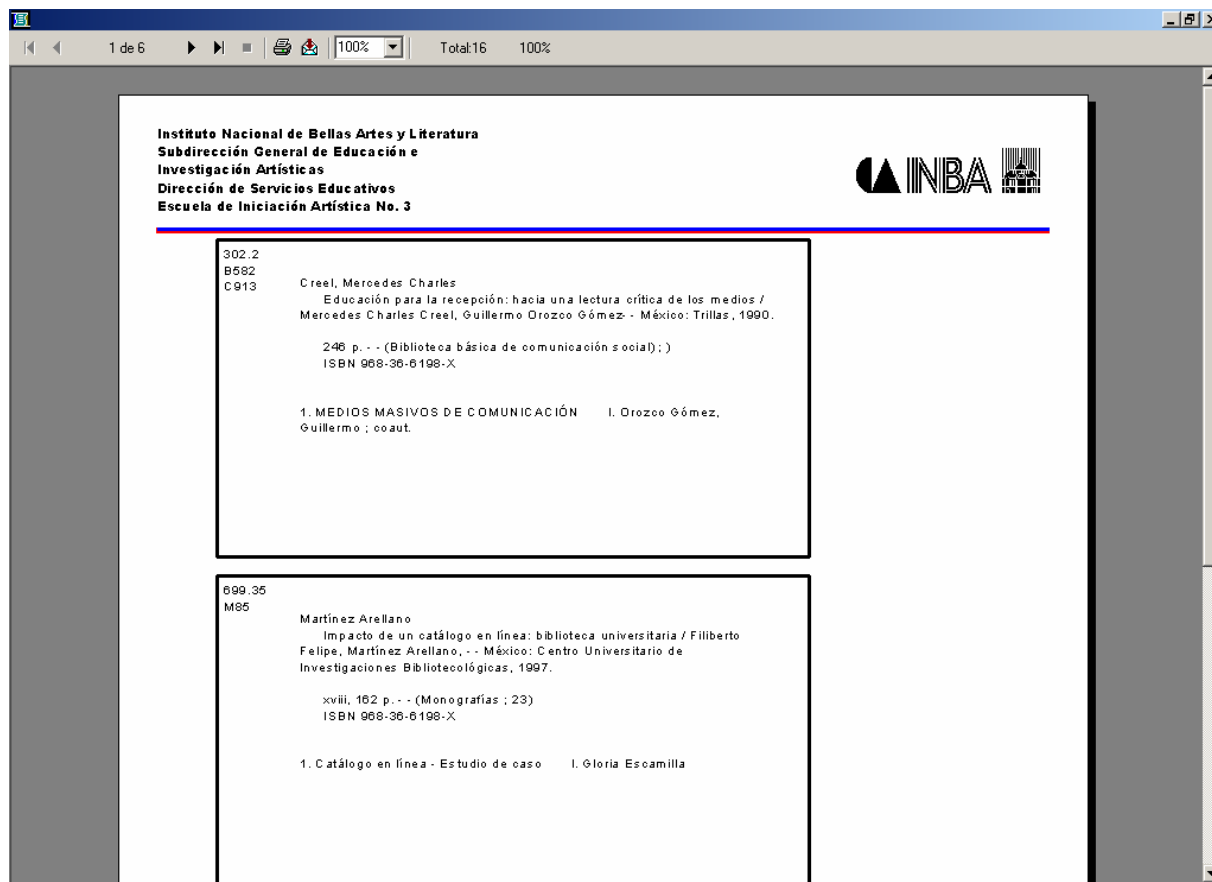 1 de 6 100% Total:16 100%
Instituto Nacional de Bellas Artes y Literatura
Subdirección General de Educación e
Investigación Artísticas
Dirección de Servicios Educativos
Escuela de Iniciación Artística No. 3
INBA
302.2
B582
C913
Creel, Mercedes Charles
Educación para la recepción: hacia una lectura crítica de los medios /
Mercedes Charles Creel, Guillermo Orozco Gómez- - México: Trillas, 1990.
246 p. - - (Biblioteca básica de comunicación social) ; )
ISBN 968-36-6198-X
1. MEDIOS MASIVOS DE COMUNICACIÓN I. Orozco Gómez,
Guillermo ; coaut.
699.35
M85
Martínez Arellano
Impacto de un catálogo en línea: biblioteca universitaria / Filiberto
Felipe, Martínez Arellano, - - México: Centro Universitario de
Investigaciones Bibliotecológicas, 1997.
xviii, 162 p. - - (Monografías ; 23)
ISBN 968-36-6198-X
1. Catálogo en línea - Estudio de caso I. Gloria Escamilla